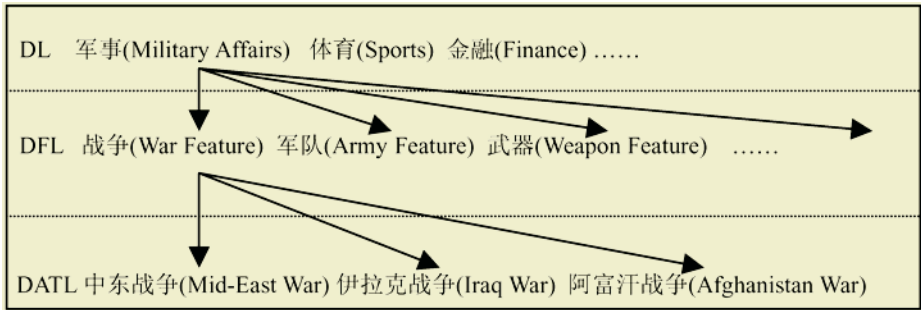 DL 军事(Military Affairs) 体育(Sports) 金融(Finance) ……
DFL 战争(War Feature) 军队(Army Feature) 武器(Weapon Feature) ……
DATL 中东战争(Mid-East War) 伊拉克战争(Iraq War) 阿富汗战争(Afghanistan War)